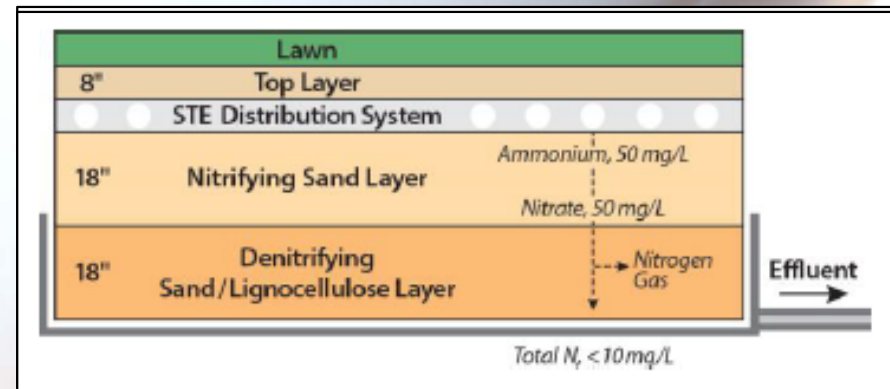 Lawn
8" Top Layer
STE Distribution System
Ammonium, 50 mg/L
18" Nitrifying Sand Layer
Nitrate, 50 mg/L
18" Denitrifying
Sand/Lignocellulose Layer
Nitrogen
Gas
Effluent
Total N, <10 mg/L